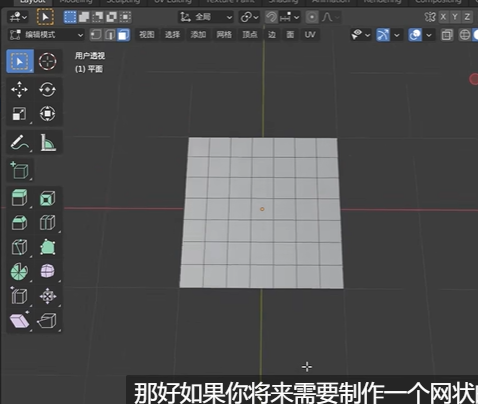 Layout Modeling Sculpting UV Editing Texture Paint Shading Animation Rendering Compositing
全局 X Y Z
编辑模式 视图 选择 添加 网格 顶点 边 面 UV
用户透视
(1) 平面
那好如果你将来需要制作一个网状的